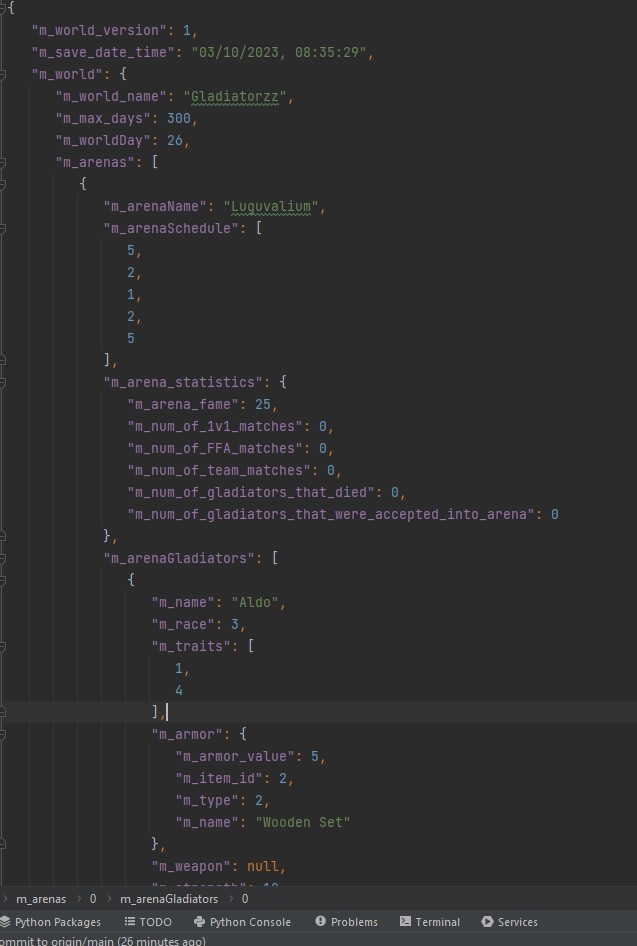 {
"m_world_version": 1,
"m_save_date_time": "03/10/2023, 08:35:29",
"m_world": {
"m_world_name": "Gladiatorzz",
"m_max_days": 300,
"m_worldDay": 26,
"m_arenas": [
{
"m_arenaName": "Luguvalium",
"m_arenaSchedule": [
5,
2,
1,
2,
5
],
"m_arena_statistics": {
"m_arena_fame": 25,
"m_num_of_1v1_matches": 0,
"m_num_of_FFA_matches": 0,
"m_num_of_team_matches": 0,
"m_num_of_gladiators_that_died": 0,
"m_num_of_gladiators_that_were_accepted_into_arena": 0
},
"m_arenaGladiators": [
{
"m_name": "Aldo",
"m_race": 3,
"m_traits": [
1,
4
],
"m_armor": {
"m_armor_value": 5,
"m_item_id": 2,
"m_type": 2,
"m_name": "Wooden Set"
},
"m_weapon": null,
m_arenas > 0 > m_arenaGladiators > 0
Python Packages TODO Python Console Problems Terminal Services
ommit to origin/main (26 minutes ago)